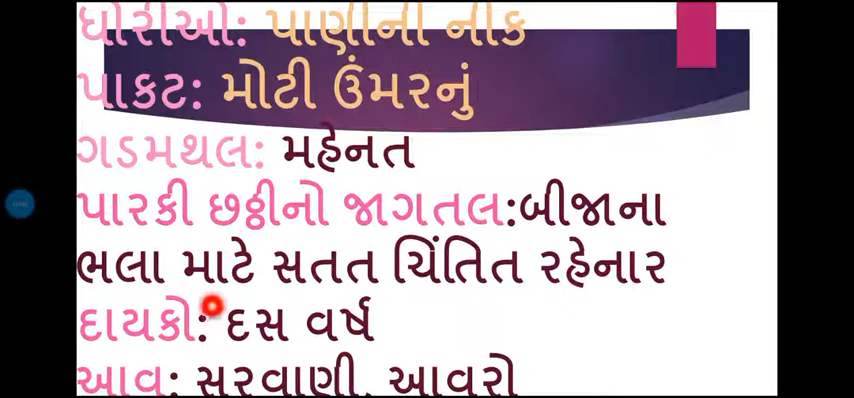 ધોરીઓ: પાણીની નીક
પાકટ: મોટી ઉંમરનું
ગડમથલ: મહેનત
પારકી છઠ્ઠીનો જાગતલ:બીજાના
ભલા માટે સતત ચિંતિત રહેનાર
દાયકો: દસ વર્ષ
આવ: સરવાણી, આવરો